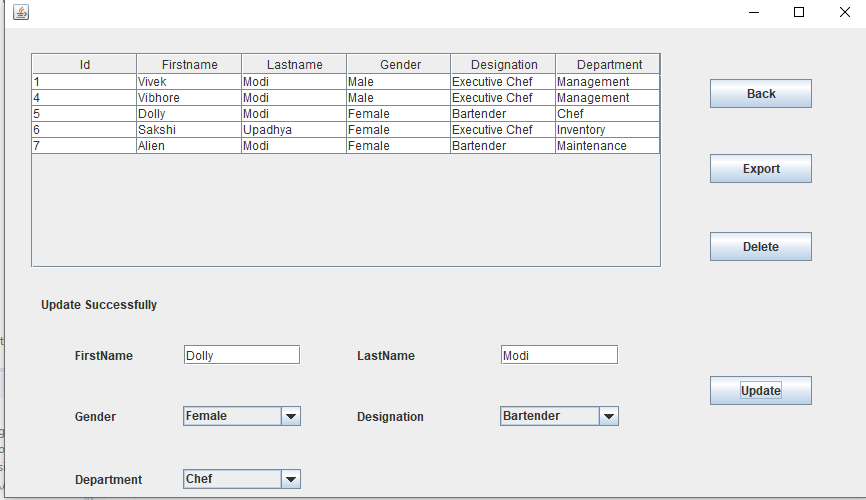 Id Firstname Lastname Gender Designation Department
1 Vivek Modi Male Executive Chef Management
4 Vibhore Modi Male Management Executive Chef Management
5 Dolly Modi Female Bartender Chef
6 Sakshi Upadhya Female Executive Chef Inventory
7 Alien Modi Female Bartender Maintenance
Back
Export
Delete
Update Successfully
FirstName Dolly LastName Modi
Update
Gender Female Designation Bartender
Department Chef